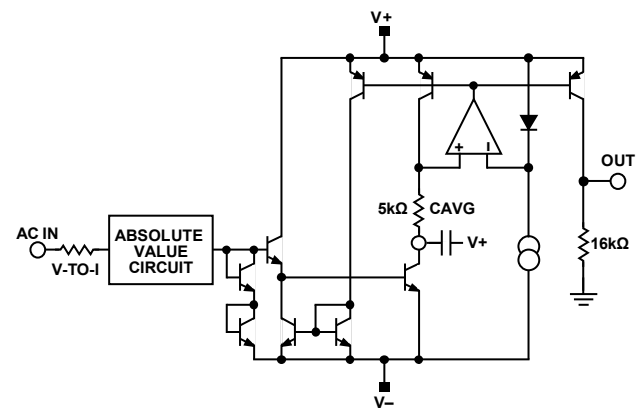 V+
OUT
+
–
5kΩ
CAVG
AC IN
ABSOLUTE
VALUE
CIRCUIT
V+
16kΩ
V-TO-I
V–